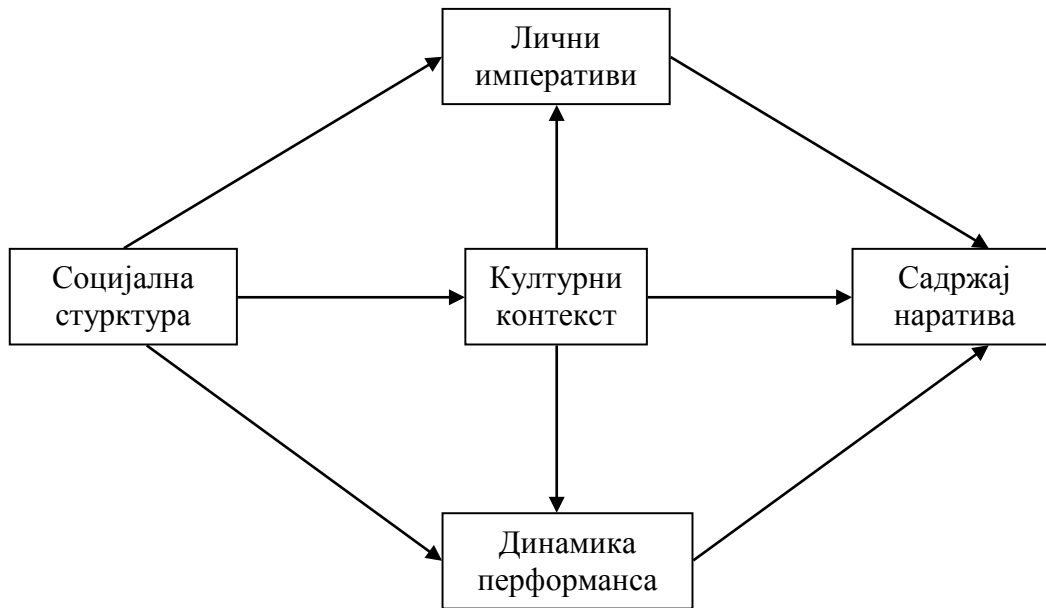 Лични
императиви
Социјална
стурктура
Културни
контекст
Садржај
наратива
Динамика
перформанса